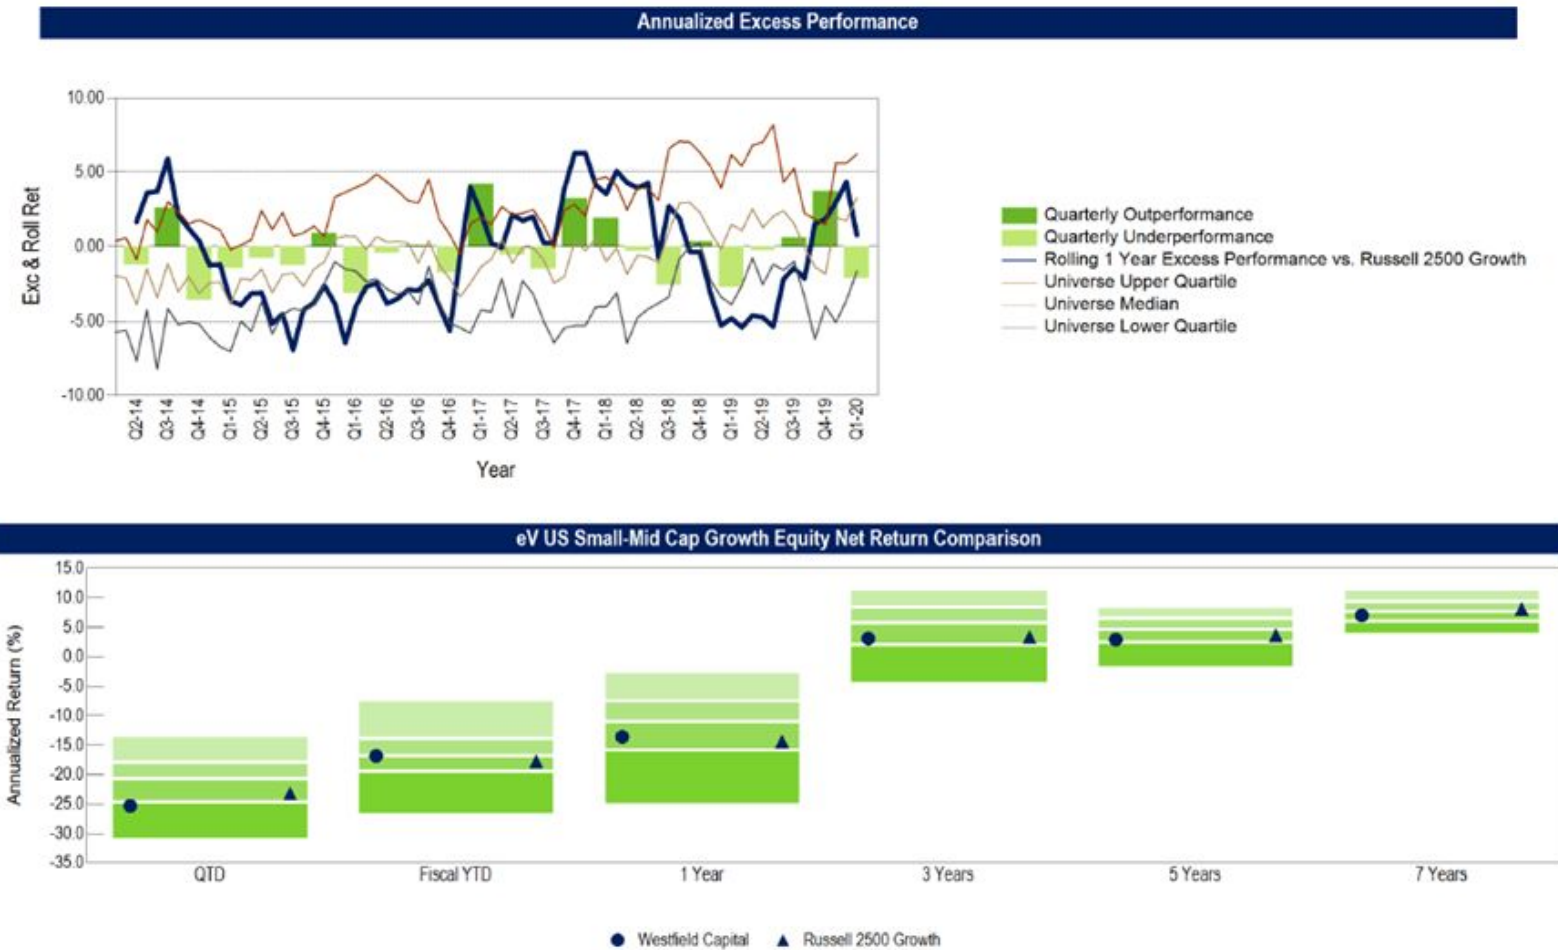 Annualized Excess Performance
10.00
5.00
0.00
-5.00
-10.00
Exc & Roll Ret
Q2-14 Q3-14 Q4-14 Q1-15 Q2-15 Q3-15 Q4-15 Q1-16 Q2-16 Q3-16 Q4-16 Q1-17 Q2-17 Q3-17 Q4-17 Q1-18 Q2-18 Q3-18 Q4-18 Q1-19 Q2-19 Q3-19 Q4-19 Q1-20
Year
Quarterly Outperformance
Quarterly Underperformance
Rolling 1 Year Excess Performance vs. Russell 2500 Growth
Universe Upper Quartile
Universe Median
Universe Lower Quartile
eV US Small-Mid Cap Growth Equity Net Return Comparison
15.0
10.0
5.0
0.0
-5.0
-10.0
-15.0
-20.0
-25.0
-30.0
-35.0
Annualized Return (%)
QTD Fiscal YTD 1 Year 3 Years 5 Years 7 Years
Westfield Capital Russell 2500 Growth